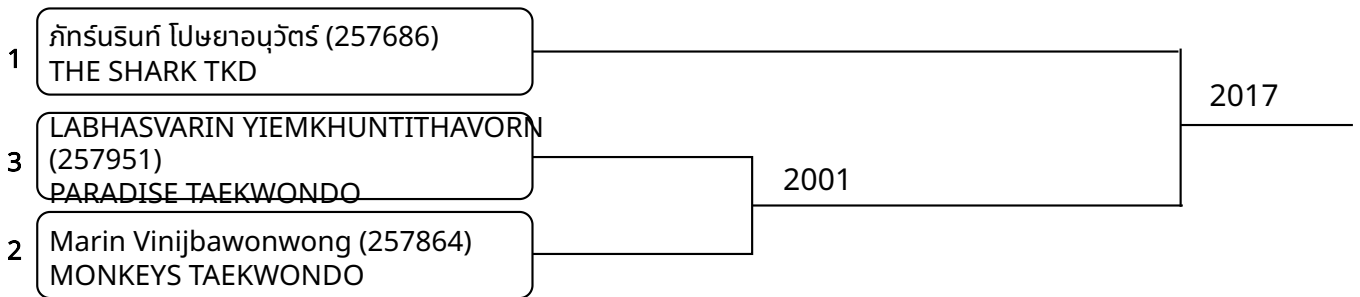 1
ภัทร์นรินท์ โปษยาอนุวัตร์ (257686)
THE SHARK TKD
2017
3
LABHASVARIN YIEMKHUNTITHAVORN
(257951)
PARADISE TAEKWONDO
2001
2
Marin Vinijbawonwong (257864)
MONKEYS TAEKWONDO